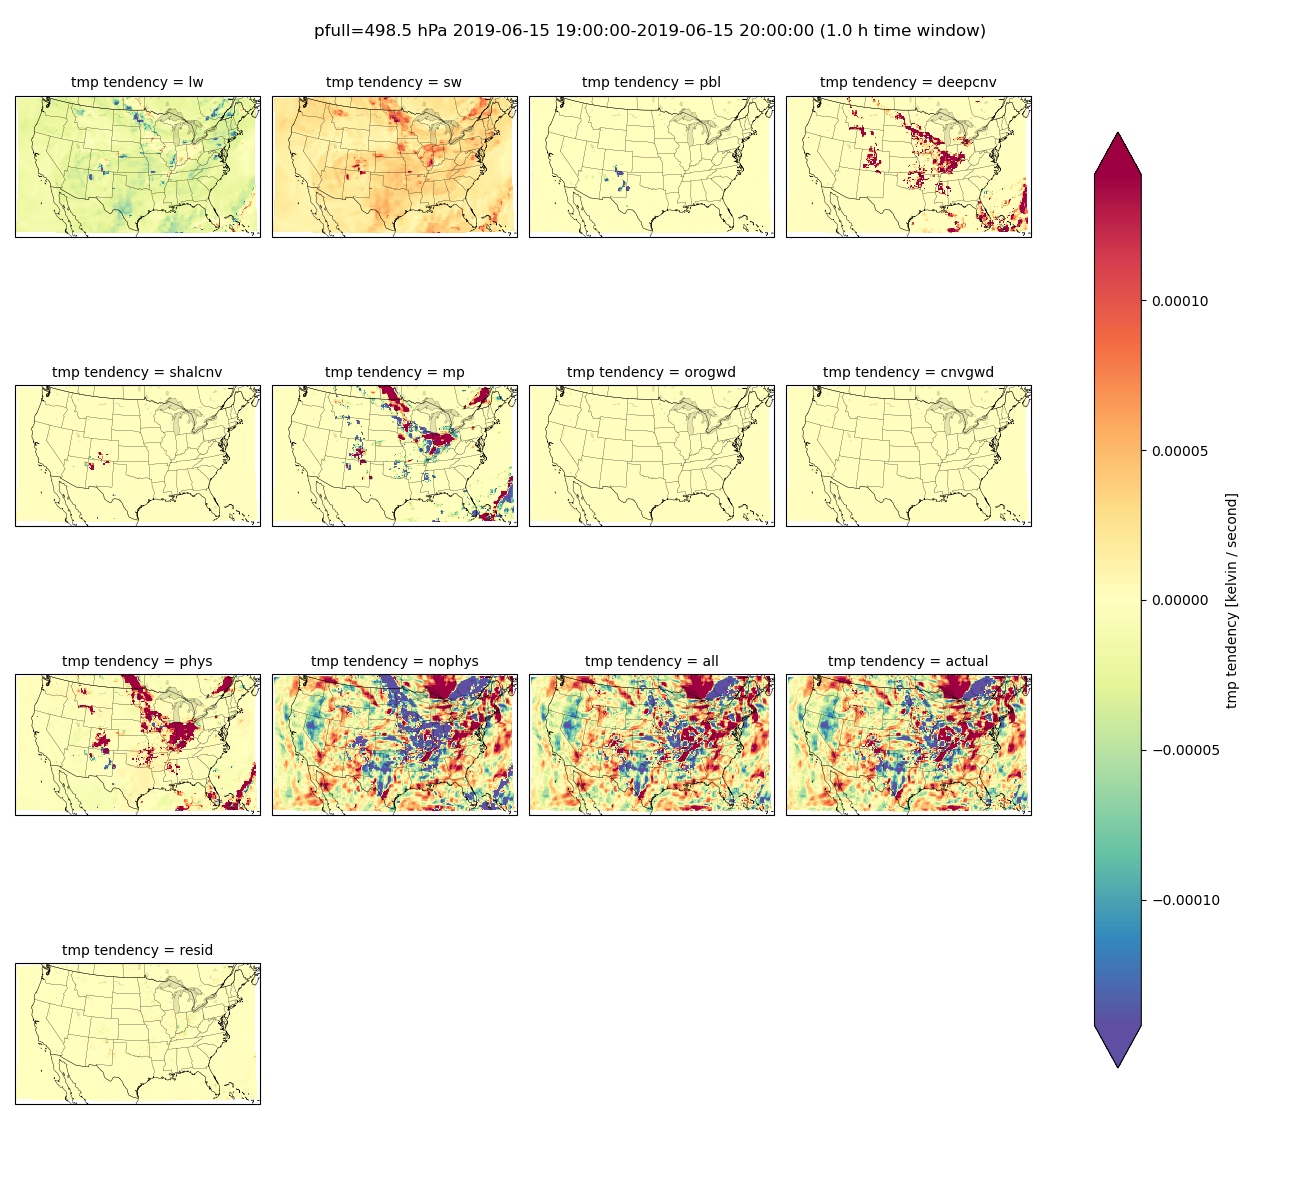 pfull=498.5 hPa 2019-06-15 19:00:00-2019-06-15 20:00:00 (1.0 h time window)
tmp tendency = lw
tmp tendency = sw
tmp tendency = pbl
tmp tendency = deepcnv
tmp tendency = shalcnv
tmp tendency = mp
tmp tendency = orogwd
tmp tendency = cnvgwd
tmp tendency = phys
tmp tendency = nophys
tmp tendency = all
tmp tendency = actual
tmp tendency = resid
0.00010
0.00005
0.00000
−0.00005
−0.00010
tmp tendency [kelvin / second]